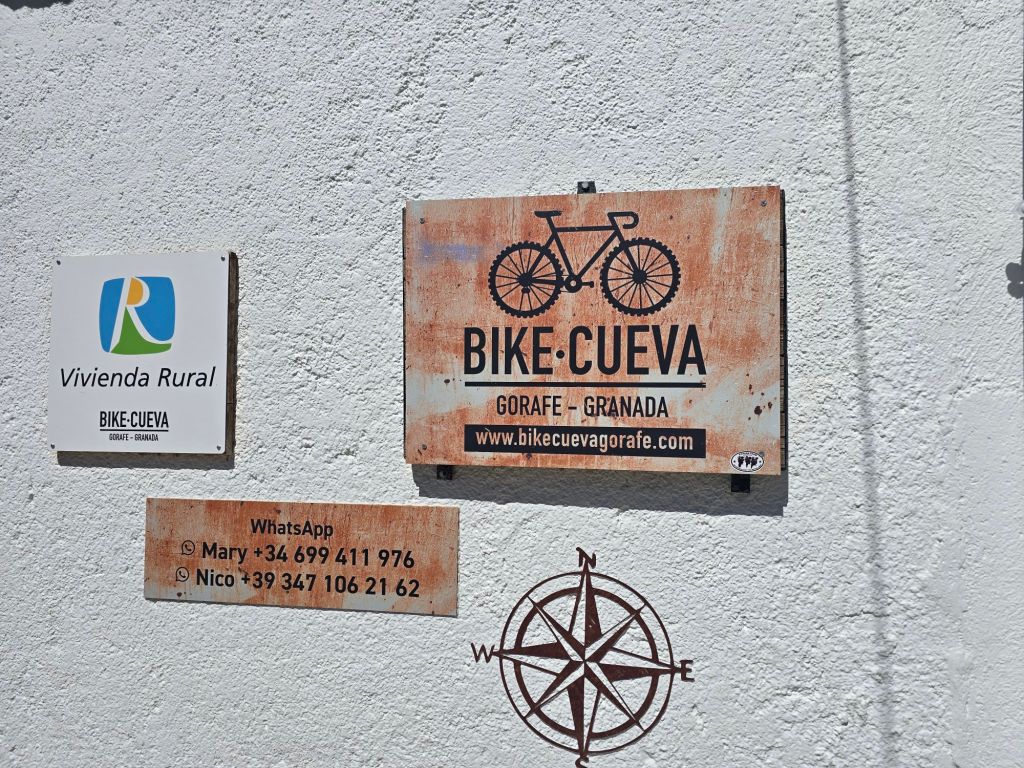 R
Vivienda Rural
BIKE·CUEVA
GORAFE – GRANADA
BIKE·CUEVA
GORAFE – GRANADA
www.bikecuevagorafe.com
WhatsApp
Mary +34 699 411 976
Nico +39 347 106 21 62
N
W E
S